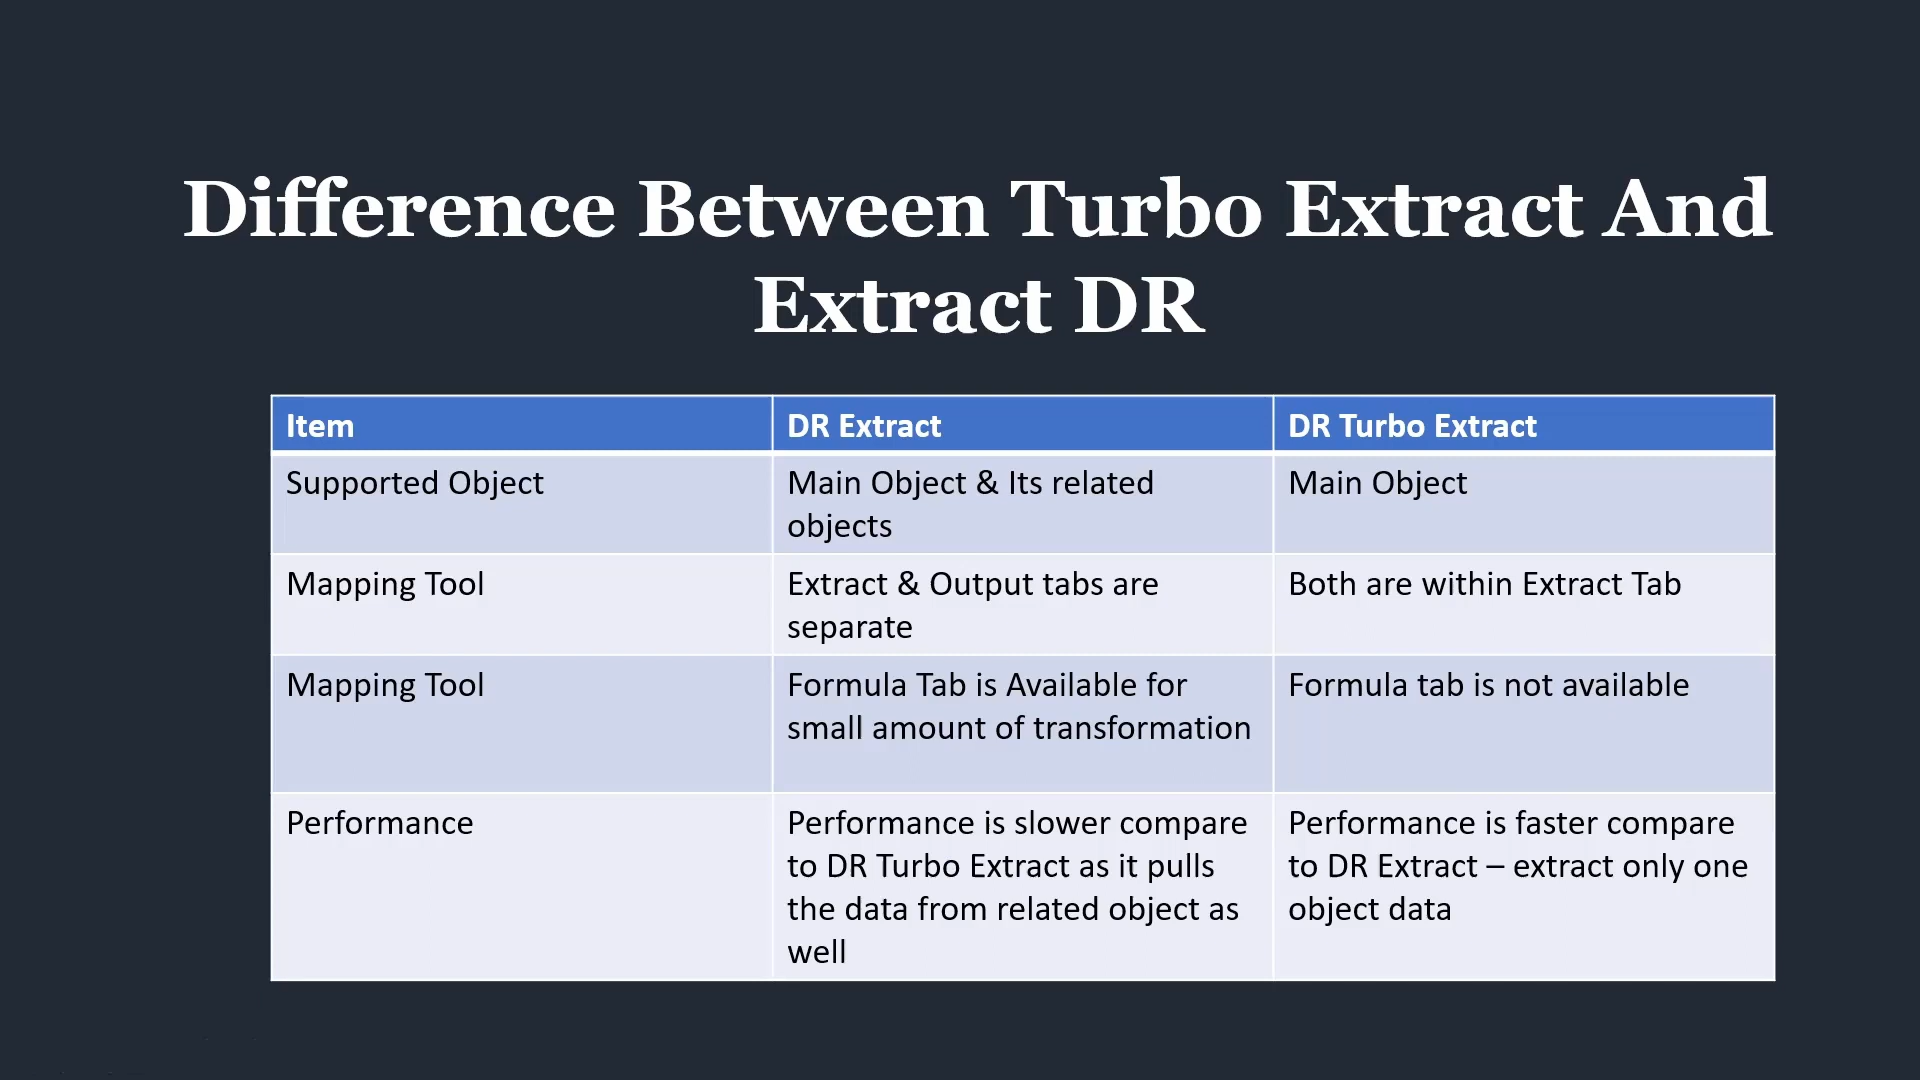 Difference Between Turbo Extract And
Extract DR
Item
DR Extract
DR Turbo Extract
Supported Object
Main Object & Its related
objects
Main Object
Mapping Tool
Extract & Output tabs are
separate
Both are within Extract Tab
Mapping Tool
Formula Tab is Available for
small amount of transformation
Formula tab is not available
Performance
Performance is slower compare
to DR Turbo Extract as it pulls
the data from related object as
well
Performance is faster compare
to DR Extract – extract only one
object data